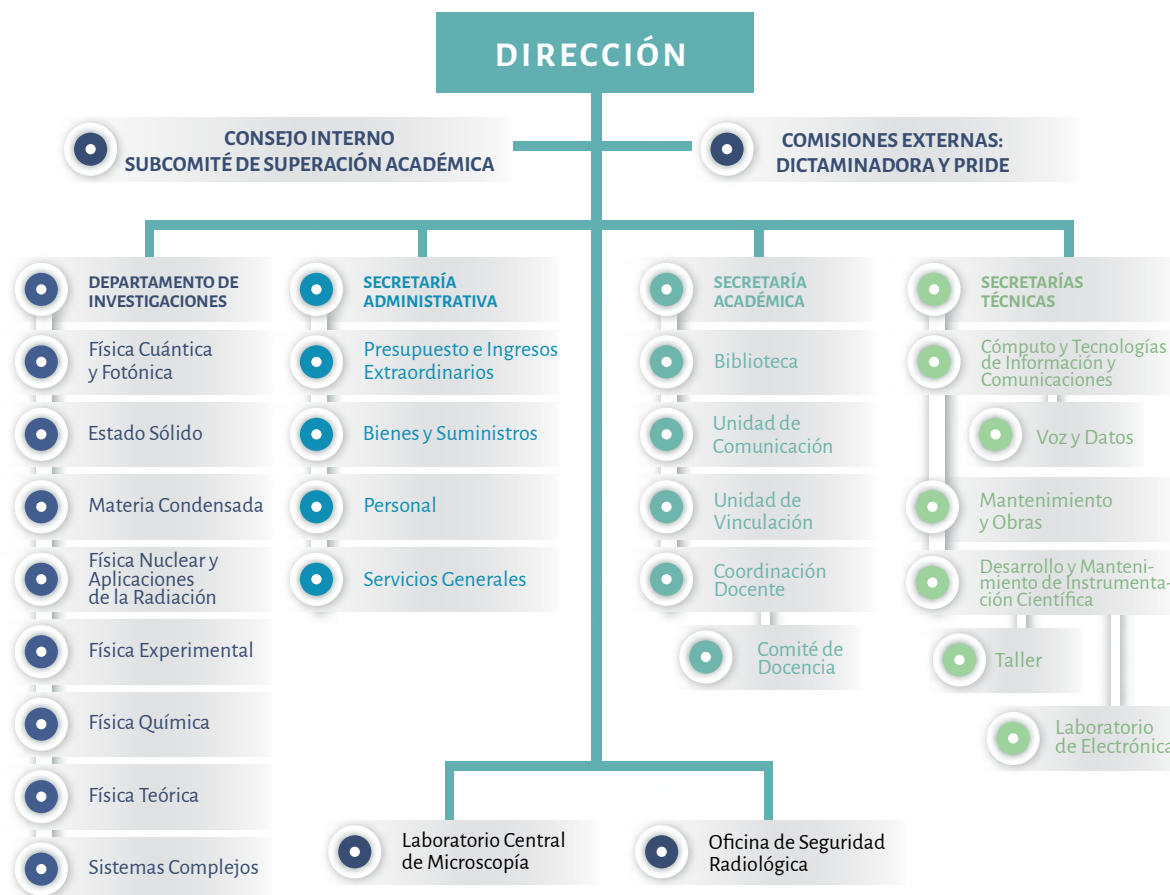 DIRECCIÓN
CONSEJO INTERNO
SUBCOMITÉ DE SUPERACIÓN ACADÉMICA
COMISIONES EXTERNAS:
DICTAMINADORA Y PRIDE
DEPARTAMENTO DE
INVESTIGACIONES
Física Cuántica
y Fotónica
Estado Sólido
Materia Condensada
Física Nuclear y
Aplicaciones
de la Radiación
Física Experimental
Física Química
Física Teórica
Sistemas Complejos
SECRETARÍA
ADMINISTRATIVA
Presupuesto e Ingresos
Extraordinarios
Bienes y Suministros
Personal
Servicios Generales
SECRETARÍA
ACADÉMICA
Biblioteca
Unidad de
Comunicación
Unidad de
Vinculación
Coordinación
Docente
Comité de
Docencia
SECRETARÍAS
TÉCNICAS
Cómputo y Tecnologías
de Información y
Comunicaciones
Voz y Datos
Mantenimiento
y Obras
Desarrollo y Manteni-
miento de Instrumenta-
ción Científica
Taller
Laboratorio
de Electrónica
Laboratorio Central
de Microscopía
Oficina de Seguridad
Radiológica